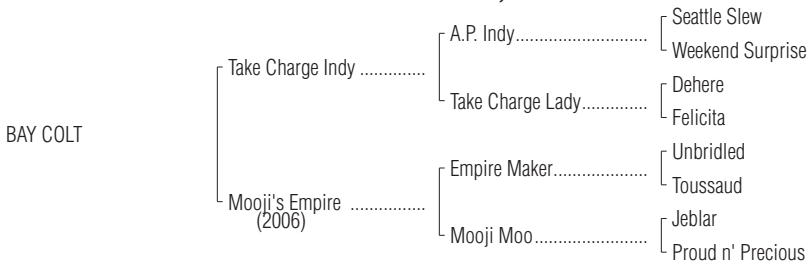 Seattle Slew
A.P. Indy..............................
Weekend Surprise
Take Charge Indy ..............
Dehere
Take Charge Lady...............
Felicita
BAY COLT
Unbridled
Empire Maker.....................
Toussaud
Mooji's Empire ................
(2006)
Jeblar
Mooji Moo.........................
Proud n' Precious